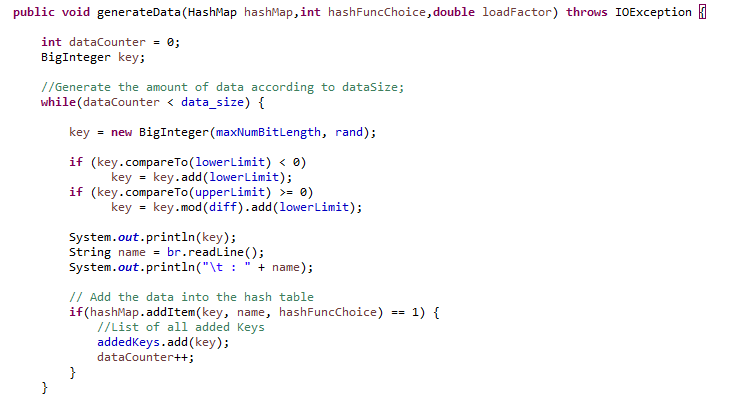 public void generateData(HashMap hashMap,int hashFuncChoice,double loadFactor) throws IOException {
int dataCounter = 0;
BigInteger key;
//Generate the amount of data according to dataSize;
while(dataCounter < data_size) {
key = new BigInteger(maxNumBitLength, rand);
if (key.compareTo(lowerLimit) < 0)
key = key.add(lowerLimit);
if (key.compareTo(upperLimit) >= 0)
key = key.mod(diff).add(lowerLimit);
System.out.println(key);
String name = br.readLine();
System.out.println("\t : " + name);
// Add the data into the hash table
if(hashMap.addItem(key, name, hashFuncChoice) == 1) {
//List of all added Keys
addedKeys.add(key);
dataCounter++;
}
}